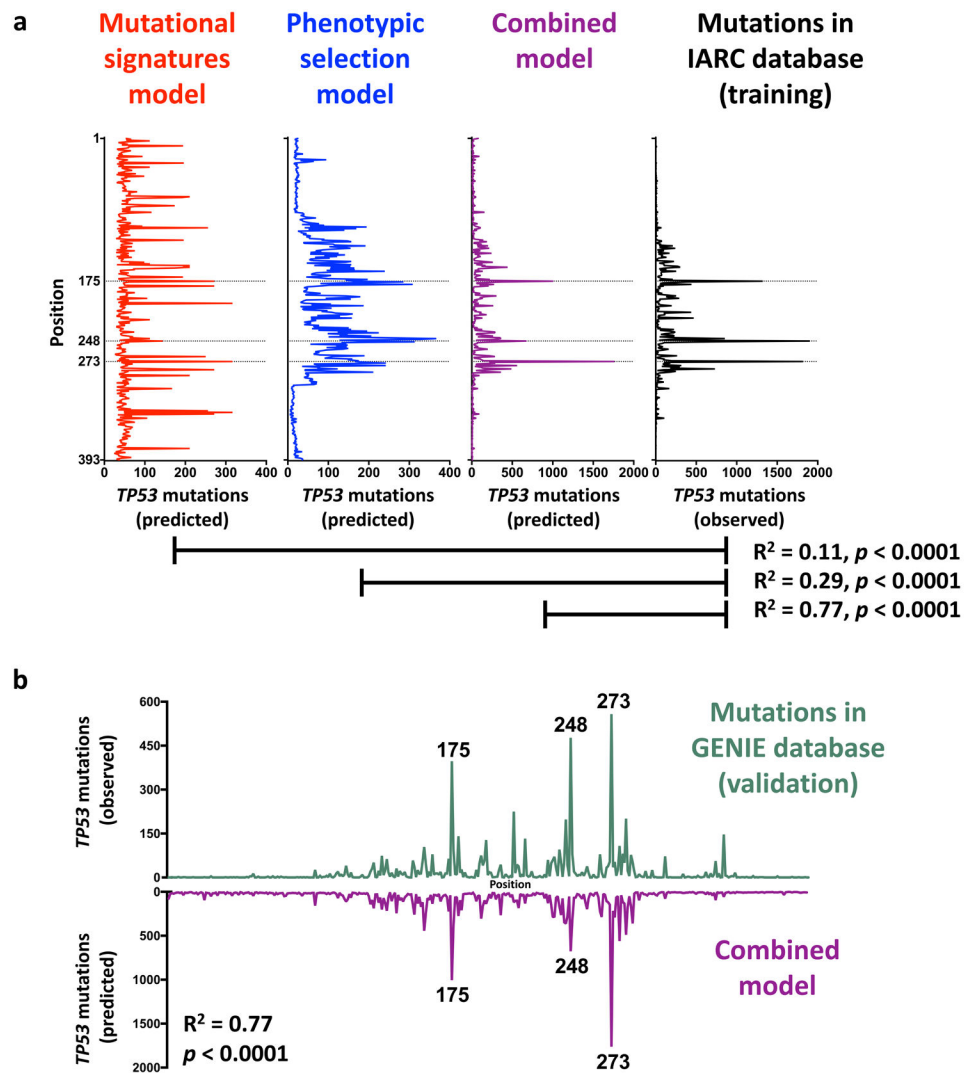 a
Mutational
signatures
model
Phenotypic
selection
model
Combined
model
Mutations in
IARC database
(training)
Position
1
175
248
273
393
0 100 200 300 400
0 100 200 300 400
0 500 1000 1500 2000
0 500 1000 1500 2000
TP53 mutations
(predicted)
TP53 mutations
(predicted)
TP53 mutations
(predicted)
TP53 mutations
(observed)
R² = 0.11, p < 0.0001
R² = 0.29, p < 0.0001
R² = 0.77, p < 0.0001
b
TP53 mutations
(observed)
600
450
300
150
0
175
248
273
Mutations in
GENIE database
(validation)
Position
TP53 mutations
(predicted)
0
500
1000
1500
2000
175
248
273
Combined
model
R² = 0.77
p < 0.0001